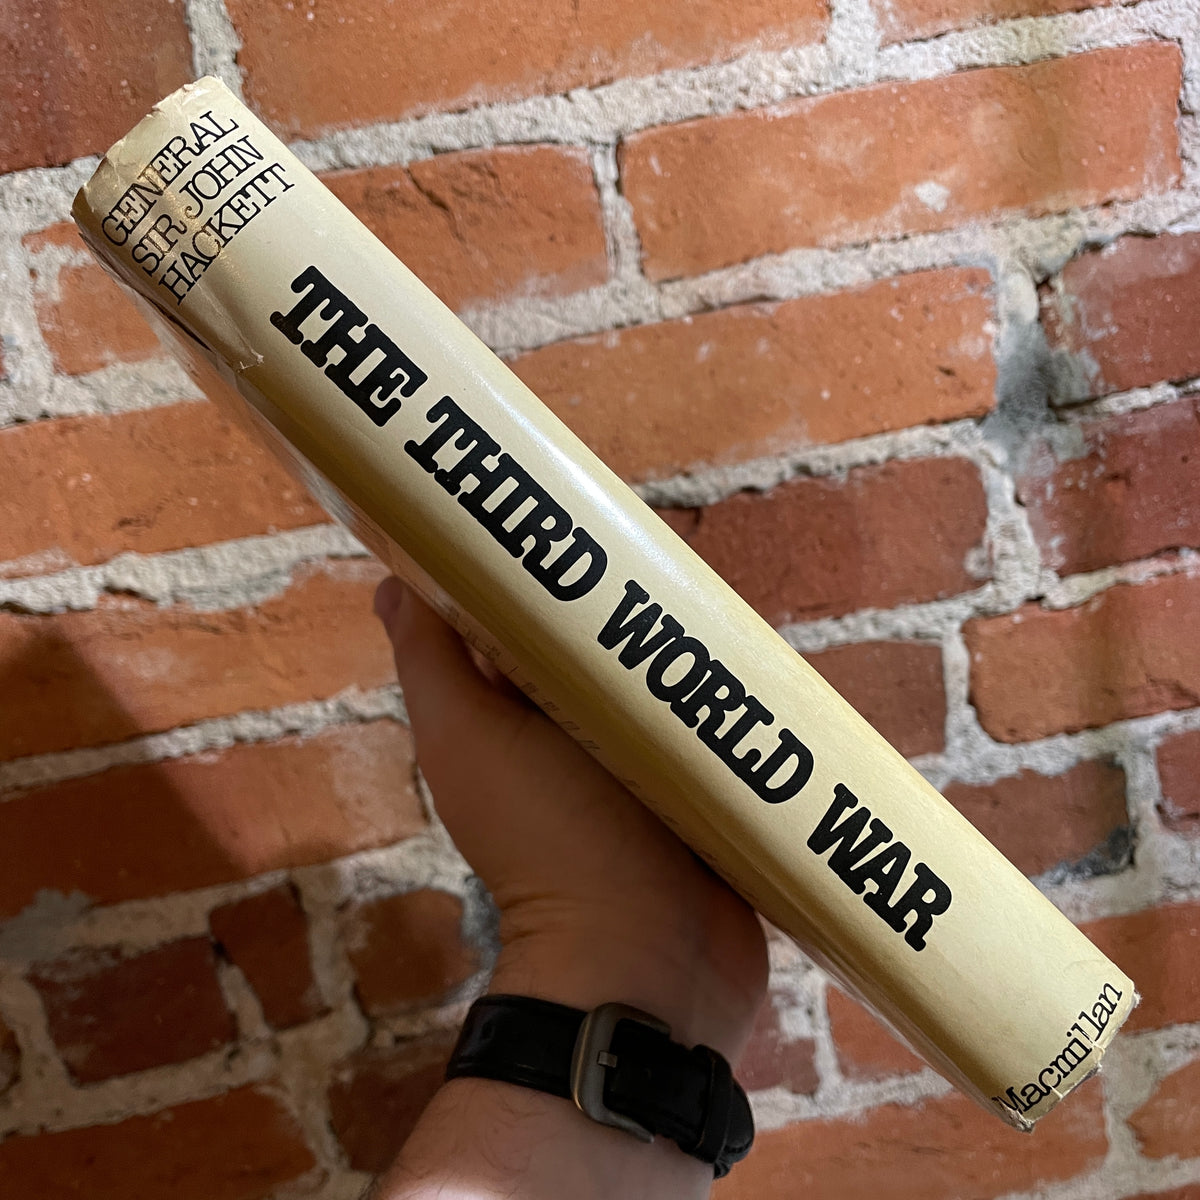 GENERAL
SIR JOHN
HACKETT
THE THIRD WORLD WAR
Macmillan